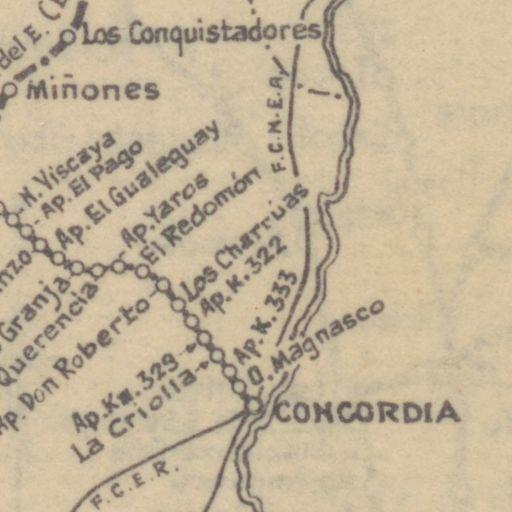 del E.
Los Conquistadores
Miñones
F.C.N.E.A.
N. Viscaya
Ap. El Pago
Ap. El Gualeguay
Ap. Yaros
El Redomón
Los Charrúas
Ap. K. 322
Ap. K. 333
O. Magnasco
Granja
Querencia
Ap. Don Roberto
Ap. Km. 329
La Criolla
CONCORDIA
F.C.E.R.